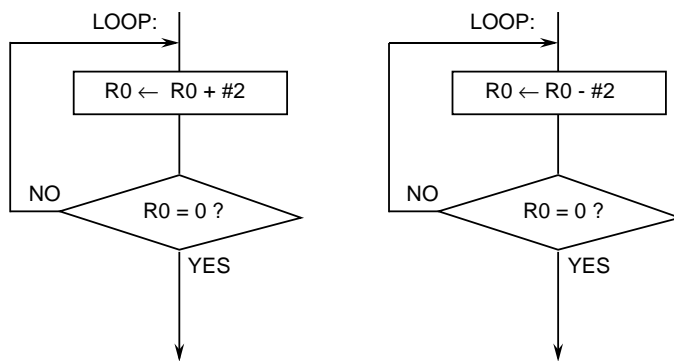 LOOP:
R0 ← R0 + #2
NO
R0 = 0 ?
YES
LOOP:
R0 ← R0 - #2
NO
R0 = 0 ?
YES